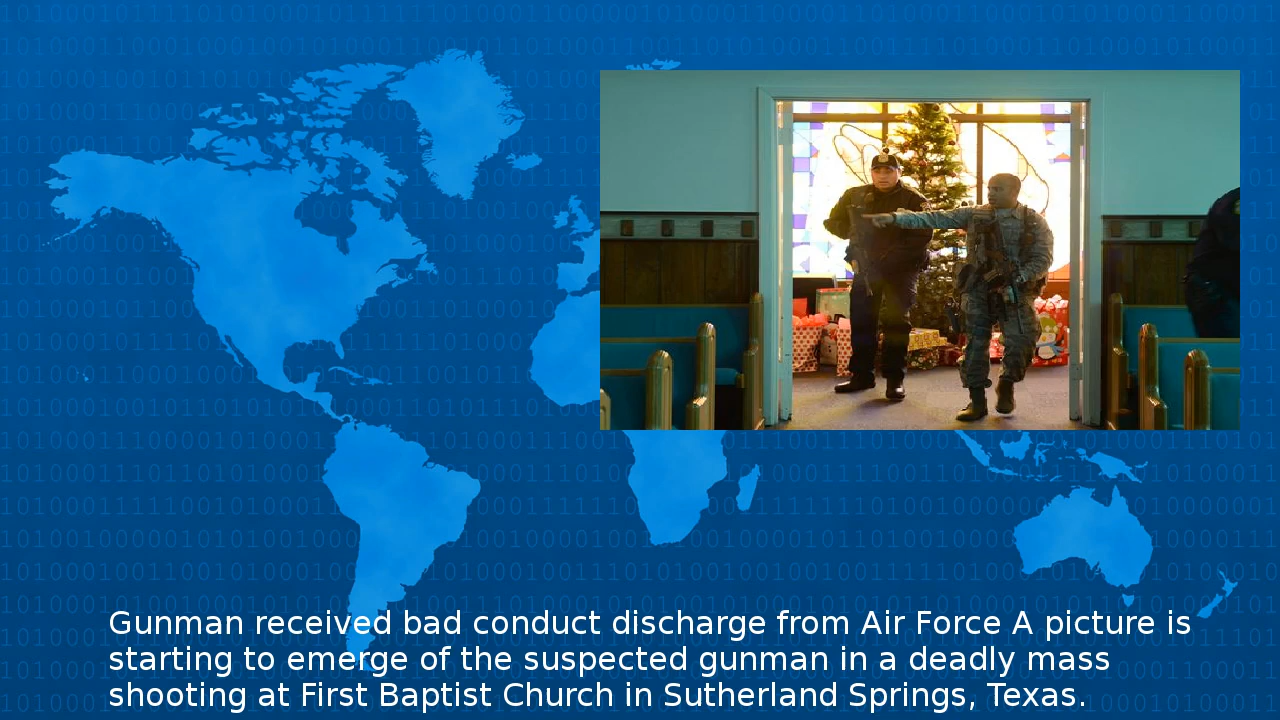 Gunman received bad conduct discharge from Air Force A picture is
starting to emerge of the suspected gunman in a deadly mass
shooting at First Baptist Church in Sutherland Springs, Texas.